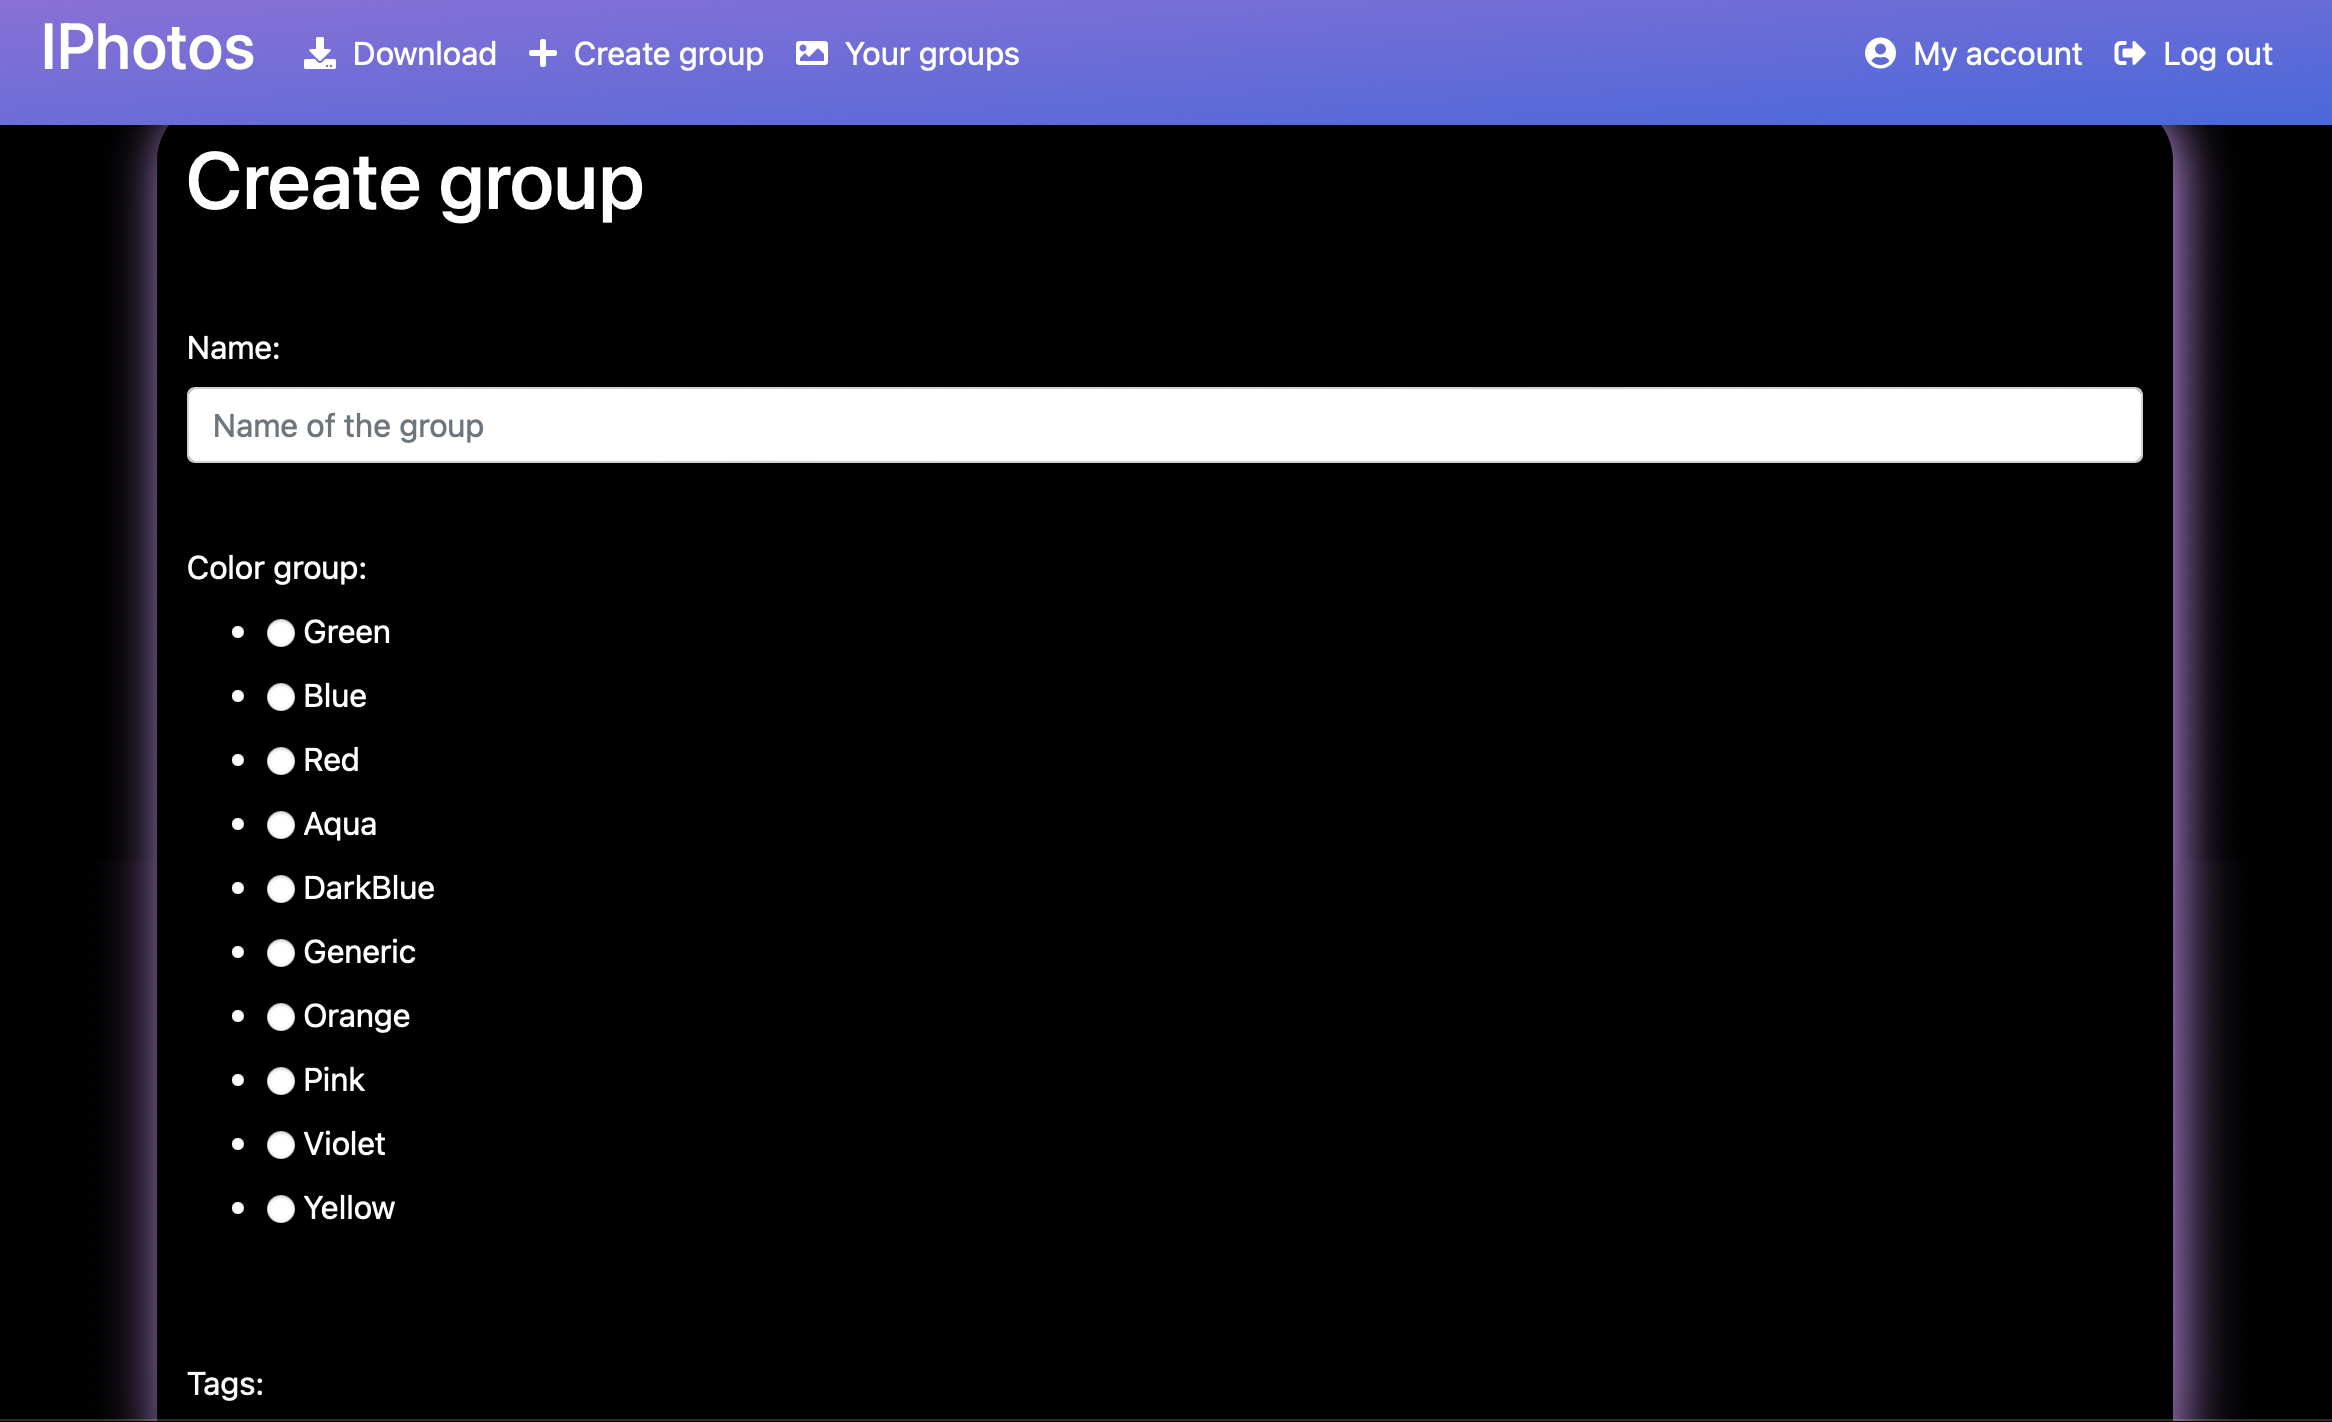 IPhotos Download Create group Your groups My account Log out
Create group
Name:
Name of the group
Color group:
Green
Blue
Red
Aqua
DarkBlue
Generic
Orange
Pink
Violet
Yellow
Tags: